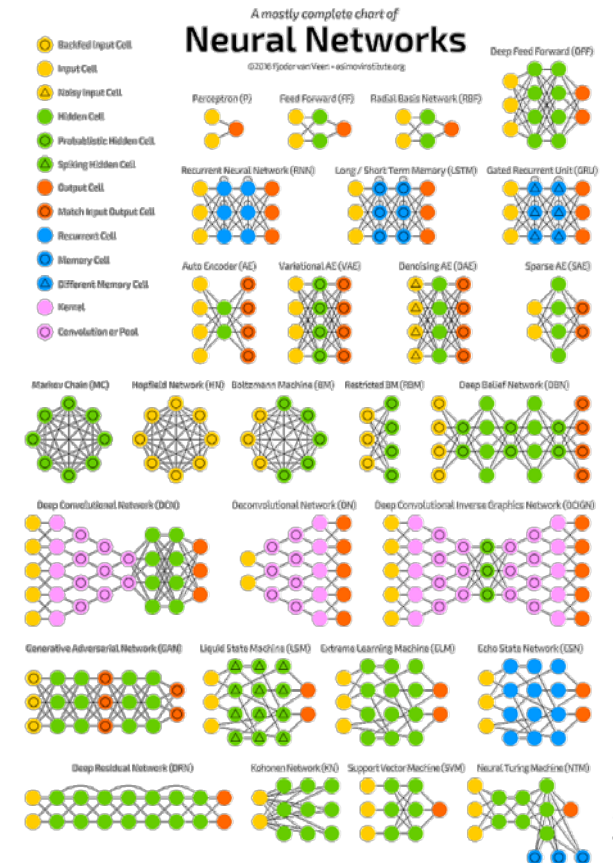 A mostly complete chart of
Neural Networks
©2016 Fjodor van Veen - asimovinstitute.org
Backfed Input Cell
Input Cell
Noisy Input Cell
Hidden Cell
Probablistic Hidden Cell
Spiking Hidden Cell
Output Cell
Match Input Output Cell
Recurrent Cell
Memory Cell
Different Memory Cell
Kernel
Convolution or Pool
Deep Feed Forward (DFF)
Perceptron (P)
Feed Forward (FF)
Radial Basis Network (RBF)
Recurrent Neural Network (RNN)
Long / Short Term Memory (LSTM)
Gated Recurrent Unit (GRU)
Auto Encoder (AE)
Variational AE (VAE)
Denoising AE (DAE)
Sparse AE (SAE)
Markov Chain (MC)
Hopfield Network (HN)
Boltzmann Machine (BM)
Restricted BM (RBM)
Deep Belief Network (DBN)
Deep Convolutional Network (DCN)
Deconvolutional Network (DN)
Deep Convolutional Inverse Graphics Network (DCIGN)
Generative Adversarial Network (GAN)
Liquid State Machine (LSM)
Extreme Learning Machine (ELM)
Echo State Network (ESN)
Deep Residual Network (DRN)
Kohonen Network (KN)
Support Vector Machine (SVM)
Neural Turing Machine (NTM)